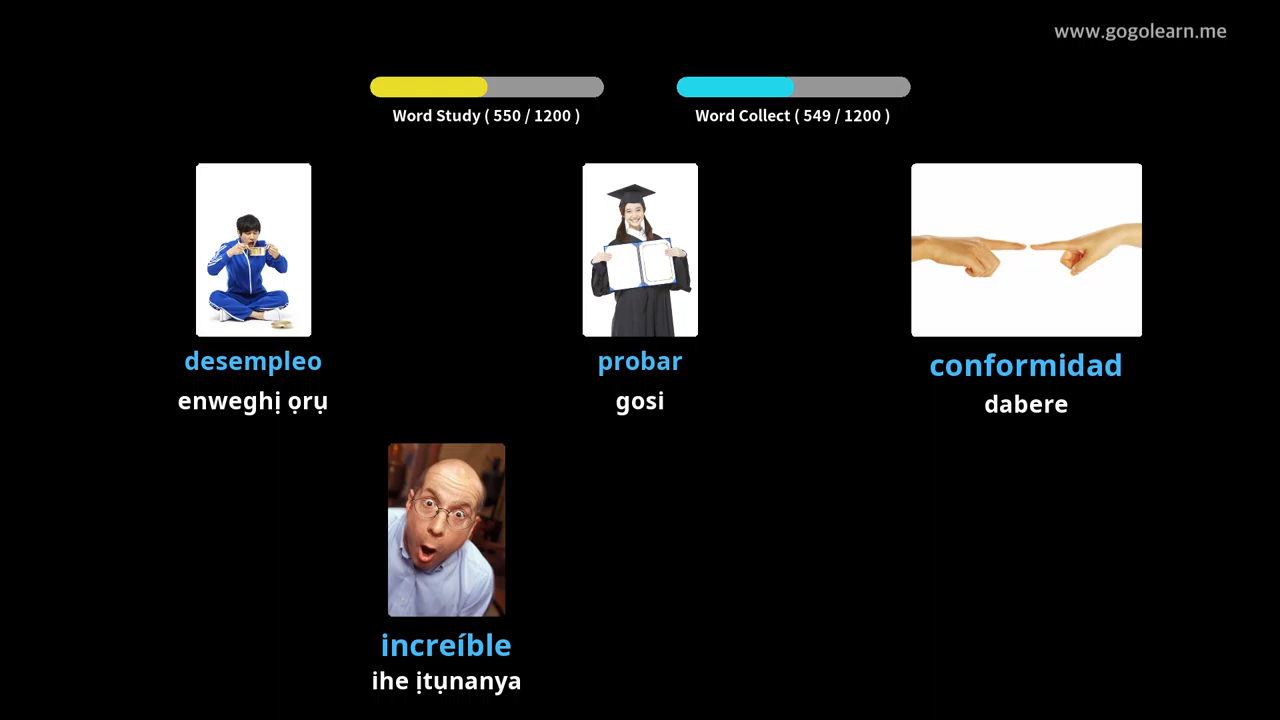 www.gogolearn.me
Word Study ( 550 / 1200 )
Word Collect ( 549 / 1200 )
desempleo
enweghị ọrụ
probar
gosi
conformidad
dabere
increíble
ihe ịtụnanya